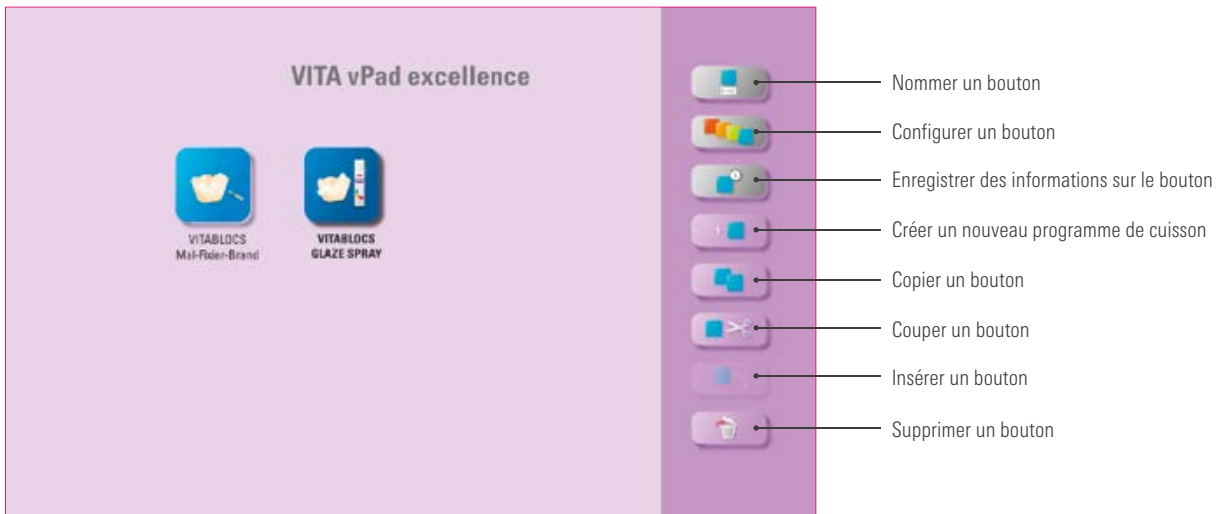 VITA vPad excellence
VITABLOCS
Mal-Fixier-Brand
VITABLOCS
GLAZE SPRAY
Nommer un bouton
Configurer un bouton
Enregistrer des informations sur le bouton
Créer un nouveau programme de cuisson
Copier un bouton
Couper un bouton
Insérer un bouton
Supprimer un bouton